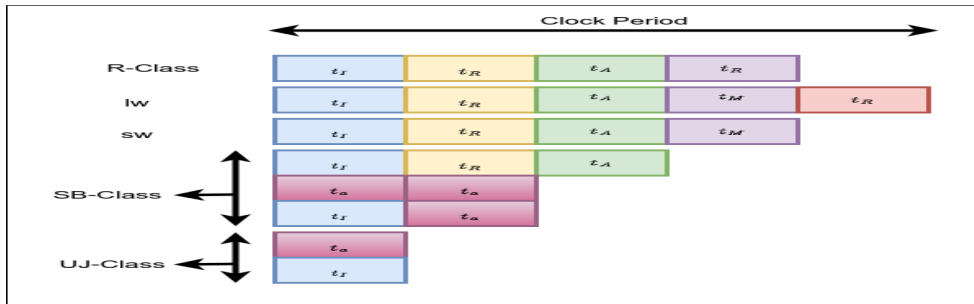 Clock Period
R-Class t_I t_R t_A t_R
lw t_I t_R t_A t_M t_R
sw t_I t_R t_A t_M
t_I t_R t_A
SB-Class t_a t_a
t_I t_a
t_a
UJ-Class
t_I